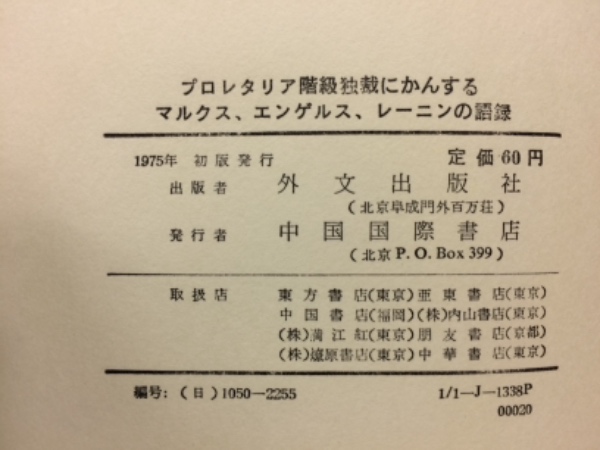 プロレタリア階級独裁にかんする
マルクス、エンゲルス、レーニンの語録
1975年 初版発行 定価60円
出版者 外文出版社
(北京阜成門外百万荘)
発行者 中国国際書店
(北京 P.O. Box 399)
取扱店 東方書店(東京) 亜東書店(東京)
中国書店(福岡) (株)内山書店(東京)
(株)満江紅(東京) 朋友書店(京都)
(株)燎原書店(東京) 中華書店(東京)
編号: (日) 1050—2255 1/1—J—1338P
00020